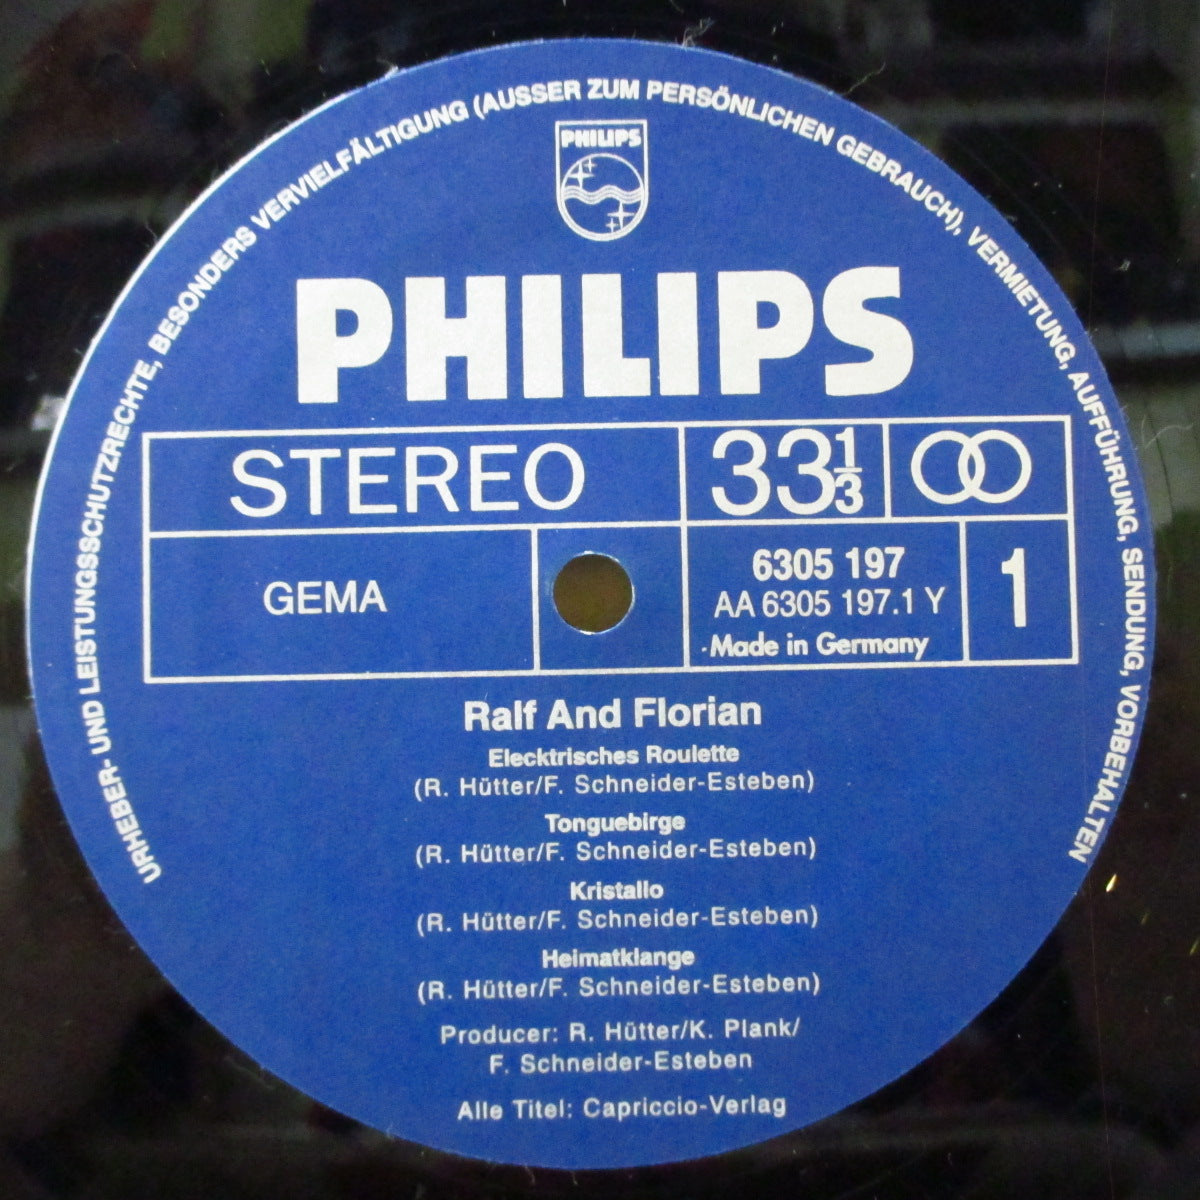 URHEBER- UND LEISTUNGSSCHUTZRECHTE, BESONDERS VERVIELFÄLTIGUNG (AUSSER ZUM PERSÖNLICHEN GEBRAUCH), VERMIETUNG, AUFFÜHRUNG, SENDUNG, VORBEHALTEN
PHILIPS
PHILIPS
STEREO
33 1/3
GEMA
6305 197
AA 6305 197.1 Y
Made in Germany
1
Ralf And Florian
Elecktrisches Roulette
(R. Hütter/F. Schneider-Esteben)
Tonguebirge
(R. Hütter/F. Schneider-Esteben)
Kristallo
(R. Hütter/F. Schneider-Esteben)
Heimatklange
(R. Hütter/F. Schneider-Esteben)
Producer: R. Hütter/K. Plank/
F. Schneider-Esteben
Alle Titel: Capriccio-Verlag